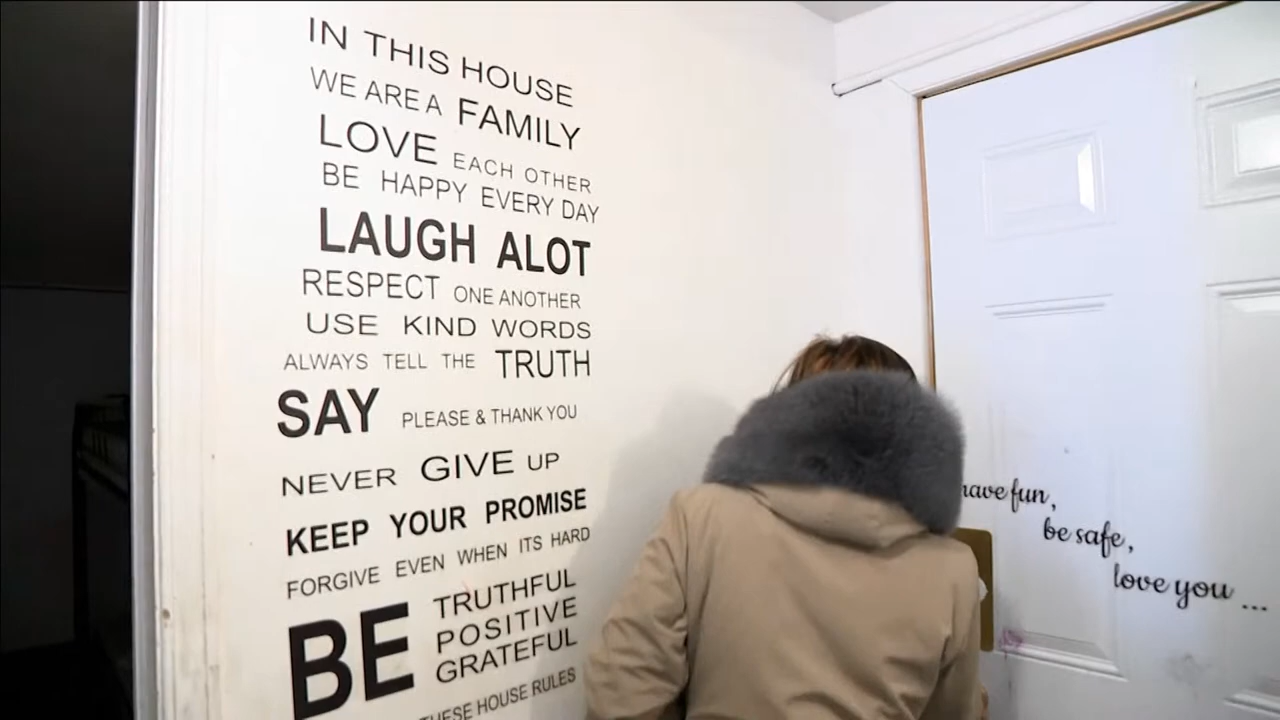 IN THIS HOUSE
WE ARE A FAMILY
LOVE EACH OTHER
BE HAPPY EVERY DAY
LAUGH ALOT
RESPECT ONE ANOTHER
USE KIND WORDS
ALWAYS TELL THE TRUTH
SAY PLEASE & THANK YOU
NEVER GIVE UP
KEEP YOUR PROMISE
FORGIVE EVEN WHEN ITS HARD
BE TRUTHFUL
POSITIVE
GRATEFUL
THESE HOUSE RULES
have fun,
be safe,
love you ...